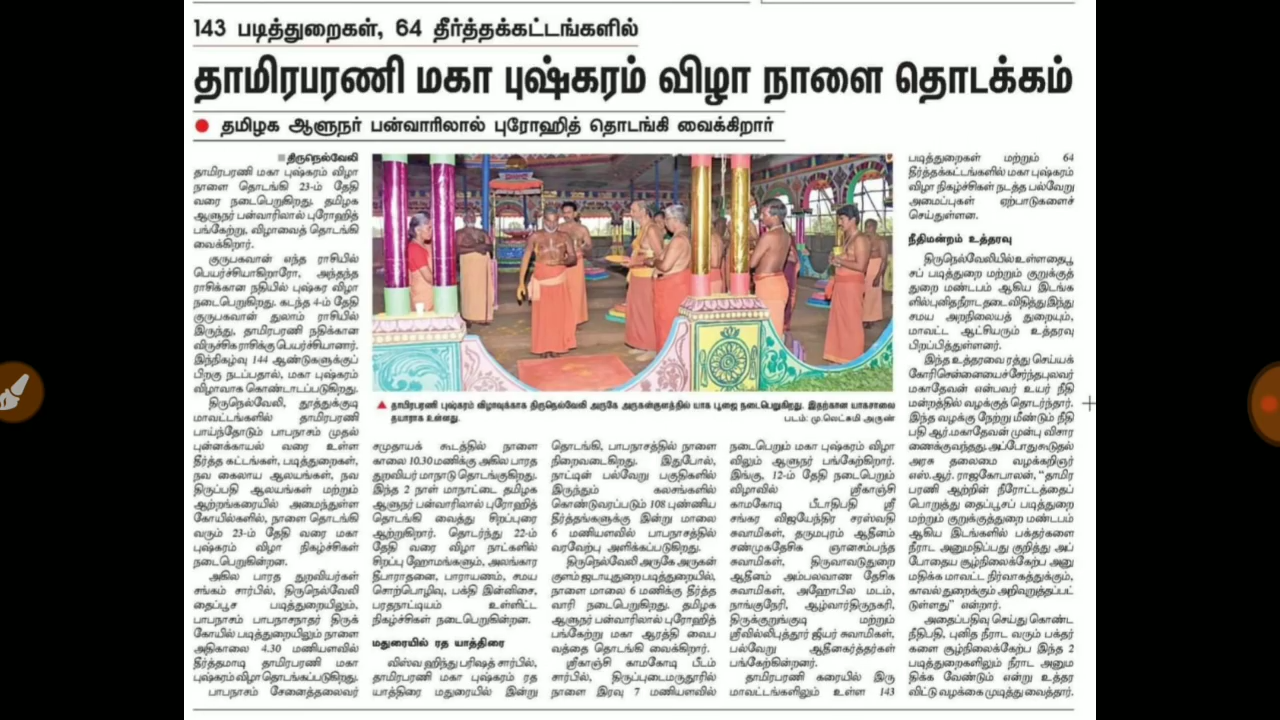 143 படித்துறைகள், 64 தீர்த்தக்கட்டங்களில்
தாமிரபரணி மகா புஷ்கரம் விழா நாளை தொடக்கம்
தமிழக ஆளுநர் பன்வாரிலால் புரோஹித் தொடங்கி வைக்கிறார்
திருநெல்வேலி
தாமிரபரணி மகா புஷ்கரம் விழா
நாளை தொடங்கி 23-ம் தேதி
வரை நடைபெறுகிறது. தமிழக
ஆளுநர் பன்வாரிலால் புரோஹித்
பங்கேற்று, விழாவைத் தொடங்கி
வைக்கிறார்.
குருபகவான் எந்த ராசியில்
பெயர்ச்சியாகிறாரோ, அந்தந்த
ராசிக்கான நதியில் புஷ்கர விழா
நடைபெறுகிறது. கடந்த 4-ம் தேதி
குருபகவான் துலாம் ராசியில்
இருந்து, தாமிரபரணி நதிக்கான
விருச்சிக ராசிக்கு பெயர்ச்சியானார்.
இந்நிகழ்வு 144 ஆண்டுகளுக்குப்
பிறகு நடப்பதால், மகா புஷ்கரம்
விழாவாக கொண்டாடப்படுகிறது.
திருநெல்வேலி, தூத்துக்குடி
மாவட்டங்களில் தாமிரபரணி
பாய்ந்தோடும் பாபநாசம் முதல்
புன்னக்காயல் வரை உள்ள
தீர்த்த கட்டங்கள், படித்துறைகள்,
நவ கைலாய ஆலயங்கள், நவ
திருப்பதி ஆலயங்கள் மற்றும்
ஆற்றங்கரையில் அமைந்துள்ள
கோயில்களில், நாளை தொடங்கி
வரும் 23-ம் தேதி வரை மகா
புஷ்கரம் விழா நிகழ்ச்சிகள்
நடைபெறுகின்றன.
அகில பாரத துறவியர்கள்
சங்கம் சார்பில், திருநெல்வேலி
தைப்பூச படித்துறையிலும்,
பாபநாசம் பாபநாசநாதர் திருக்
கோயில் படித்துறையிலும் நாளை
அதிகாலை 4.30 மணியளவில்
தீர்த்தமாடி தாமிரபரணி மகா
புஷ்கரம் விழா தொடங்கப்படுகிறது.
பாபநாசம் சேனைத்தலைவர்
தாமிரபரணி புஷ்கரம் விழாவுக்காக திருநெல்வேலி அருகே அருகன்குளத்தில் யாக பூஜை நடைபெறுகிறது. இதற்கான யாகசாலை
தயாராக உள்ளது.
படம்: மு.லெட்சுமி அருண்
சமுதாயக் கூடத்தில் நாளை
காலை 10.30 மணிக்கு அகில பாரத
துறவியர் மாநாடு தொடங்குகிறது.
இந்த 2 நாள் மாநாட்டை தமிழக
ஆளுநர் பன்வாரிலால் புரோஹித்
தொடங்கி வைத்து சிறப்புரை
ஆற்றுகிறார். தொடர்ந்து 22-ம்
தேதி வரை விழா நாட்களில்
சிறப்பு ஹோமங்களும், அலங்கார
தீபாராதனை, பாராயணம், சமய
சொற்பொழிவு, பக்தி இன்னிசை,
பரதநாட்டியம் உள்ளிட்ட
நிகழ்ச்சிகள் நடைபெறுகின்றன.
மதுரையில் ரத யாத்திரை
விஸ்வ ஹிந்து பரிஷத் சார்பில்,
தாமிரபரணி மகா புஷ்கரம் ரத
யாத்திரை மதுரையில் இன்று
தொடங்கி, பாபநாசத்தில் நாளை
நிறைவடைகிறது. இதுபோல்,
நாட்டின் பல்வேறு பகுதிகளில்
இருந்தும் கலசங்களில்
கொண்டுவரப்படும் 108 புண்ணிய
தீர்த்தங்களுக்கு இன்று மாலை
6 மணியளவில் பாபநாசத்தில்
வரவேற்பு அளிக்கப்படுகிறது.
திருநெல்வேலி அருகே அருகன்
குளம் ஜடாயுதுறை படித்துறையில்,
நாளை மாலை 6 மணிக்கு தீர்த்த
வாரி நடைபெறுகிறது. தமிழக
ஆளுநர் பன்வாரிலால் புரோஹித்
பங்கேற்று மகா ஆரத்தி வைப
வத்தை தொடங்கி வைக்கிறார்.
ஸ்ரீகாஞ்சி காமகோடி பீடம்
சார்பில், திருப்புடைமருதூரில்
நாளை இரவு 7 மணியளவில்
நடைபெறும் மகா புஷ்கரம் விழா
விலும் ஆளுநர் பங்கேற்கிறார்.
இங்கு, 12-ம் தேதி நடைபெறும்
விழாவில் ஸ்ரீகாஞ்சி
காமகோடி பீடாதிபதி ஸ்ரீ
சங்கர விஜயேந்திர சரஸ்வதி
சுவாமிகள், தருமபுரம் ஆதீனம்
சண்முகதேசிக ஞானசம்பந்த
சுவாமிகள், திருவாவடுதுறை
ஆதீனம் அம்பலவாண தேசிக
சுவாமிகள், அஹோபில மடம்,
நாங்குநேரி, ஆழ்வார்திருநகரி,
திருக்குறுங்குடி மற்றும்
ஸ்ரீவில்லிபுத்தூர் ஜீயர் சுவாமிகள்,
பல்வேறு ஆதீனகர்த்தர்கள்
பங்கேற்கின்றனர்.
தாமிரபரணி கரையில் இரு
மாவட்டங்களிலும் உள்ள 143
படித்துறைகள் மற்றும் 64
தீர்த்தக்கட்டங்களில் மகா புஷ்கரம்
விழா நிகழ்ச்சிகள் நடத்த பல்வேறு
அமைப்புகள் ஏற்பாடுகளைச்
செய்துள்ளன.
நீதிமன்றம் உத்தரவு
திருநெல்வேலியில் உள்ள தைபூ
சப் படித்துறை மற்றும் குறுக்குத்
துறை மண்டபம் ஆகிய இடங்க
ளில் புனித நீராட தடை விதித்து இந்து
சமய அறநிலையத் துறையும்,
மாவட்ட ஆட்சியரும் உத்தரவு
பிறப்பித்துள்ளனர்.
இந்த உத்தரவை ரத்து செய்யக்
கோரி சென்னையைச் சேர்ந்த புலவர்
மகாதேவன் என்பவர் உயர் நீதி
மன்றத்தில் வழக்குத் தொடர்ந்தார்.
இந்த வழக்கு நேற்று மீண்டும் நீதி
பதி ஆர்.மகாதேவன் முன்பு விசார
ணைக்கு வந்தது. அப்போது கூடுதல்
அரசு தலைமை வழக்கறிஞர்
எஸ்.ஆர். ராஜகோபாலன், “தாமிர
பரணி ஆற்றின் நீரோட்டத்தைப்
பொறுத்து தைப்பூசப் படித்துறை
மற்றும் குறுக்குத்துறை மண்டபம்
ஆகிய இடங்களில் பக்தர்களை
நீராட அனுமதிப்பது குறித்து அப்
போதைய சூழ்நிலைக்கேற்ப அனு
மதிக்க மாவட்ட நிர்வாகத்துக்கும்,
காவல் துறைக்கும் அறிவுறுத்தப்பட்
டுள்ளது” என்றார்.
அதைப்பதிவு செய்து கொண்ட
நீதிபதி, புனித நீராட வரும் பக்தர்
களை சூழ்நிலைக்கேற்ப இந்த 2
படித்துறைகளிலும் நீராட அனும
திக்க வேண்டும் என்று உத்தர
விட்டு வழக்கை முடித்து வைத்தார்.